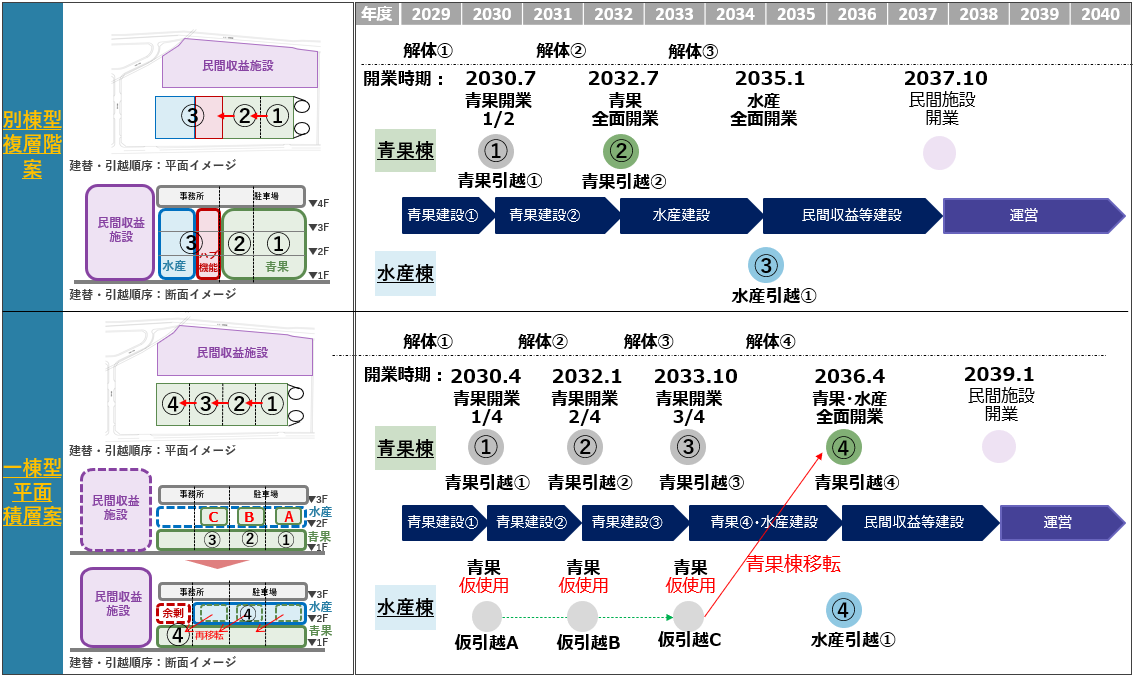 年度 2029 2030 2031 2032 2033 2034 2035 2036 2037 2038 2039 2040
別棟型
複層階
案
民間収益施設
③ ② ①
建替・引越順序：平面イメージ
事務所 駐車場
▼4F
民間収益
施設
▼3F
③ ② ①
▼2F
ハブ
機能
水産 青果
▼1F
建替・引越順序：断面イメージ
解体① 解体② 解体③
開業時期： 2030.7 2032.7 2035.1 2037.10
青果開業
1/2
青果
全面開業
水産
全面開業
民間施設
開業
青果棟 ① ②
青果引越① 青果引越②
青果建設① 青果建設② 水産建設 民間収益等建設 運営
水産棟 ③
水産引越①
一棟型
平面
積層案
民間収益施設
④ ③ ② ①
建替・引越順序：平面イメージ
事務所 駐車場
▼3F
民間収益
施設
水産
C B A
▼2F
青果
③ ② ①
▼1F
事務所 駐車場
▼3F
民間収益
施設
水産
余剰 ④
▼2F
青果
④ 再移転
▼1F
建替・引越順序：断面イメージ
解体① 解体② 解体③ 解体④
開業時期： 2030.4 2032.1 2033.10 2036.4 2039.1
青果開業
1/4
青果開業
2/4
青果開業
3/4
青果・水産
全面開業
民間施設
開業
青果棟 ① ② ③ ④
青果引越① 青果引越② 青果引越③ 青果引越④
青果建設① 青果建設② 青果建設③ 青果④・水産建設 民間収益等建設 運営
青果棟移転
青果
仮使用
青果
仮使用
青果
仮使用
水産棟 ④
仮引越A 仮引越B 仮引越C 水産引越①